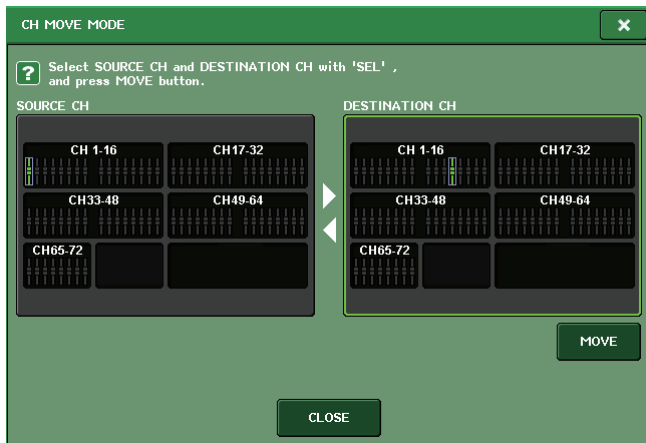 CH MOVE MODE
×
? Select SOURCE CH and DESTINATION CH with 'SEL' ,
and press MOVE button.
SOURCE CH
DESTINATION CH
CH 1-16
CH17-32
CH33-48
CH49-64
CH65-72
CH 1-16
CH17-32
CH33-48
CH49-64
CH65-72
MOVE
CLOSE